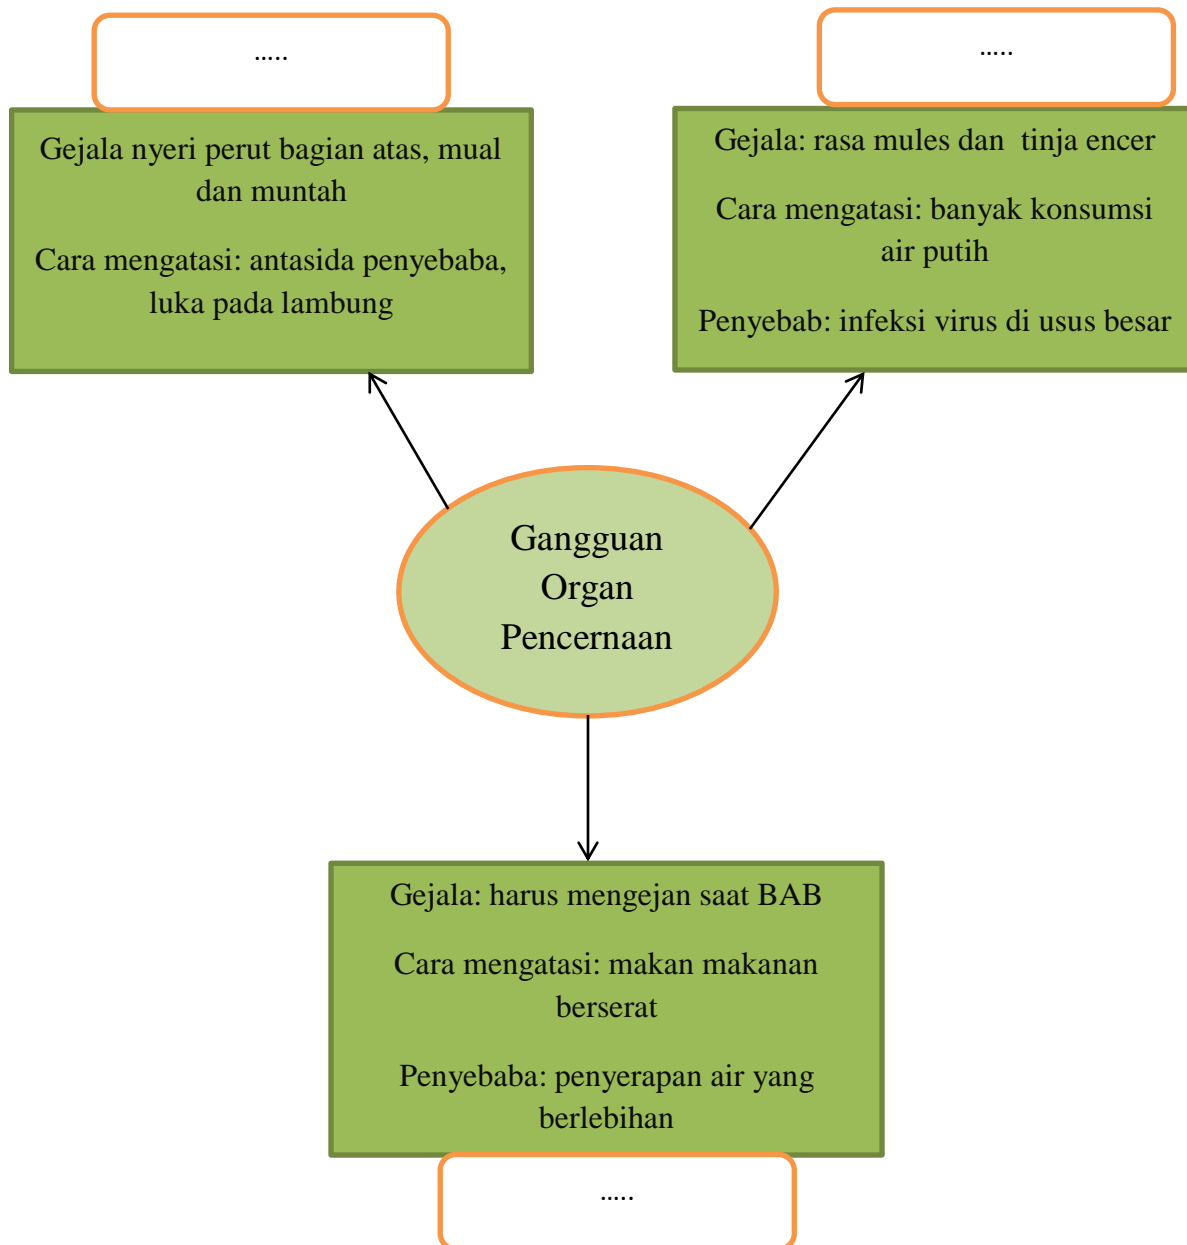 .....
Gejala nyeri perut bagian atas, mual
dan muntah
Cara mengatasi: antasida penyebaba,
luka pada lambung
.....
Gejala: rasa mules dan  tinja encer
Cara mengatasi: banyak konsumsi
air putih
Penyebab: infeksi virus di usus besar
Gangguan
Organ
Pencernaan
Gejala: harus mengejan saat BAB
Cara mengatasi: makan makanan
berserat
Penyebaba: penyerapan air yang
berlebihan
.....